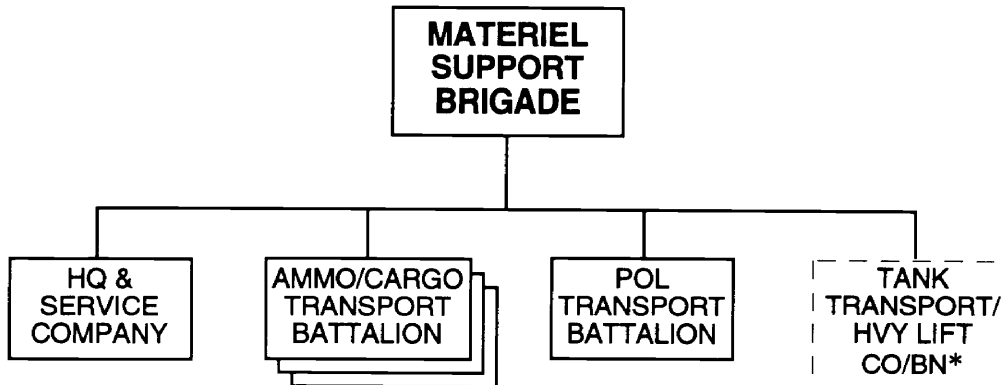 MATERIEL
SUPPORT
BRIGADE
HQ &
SERVICE
COMPANY
AMMO/CARGO
TRANSPORT
BATTALION
POL
TRANSPORT
BATTALION
TANK
TRANSPORT/
HVY LIFT
CO/BN*